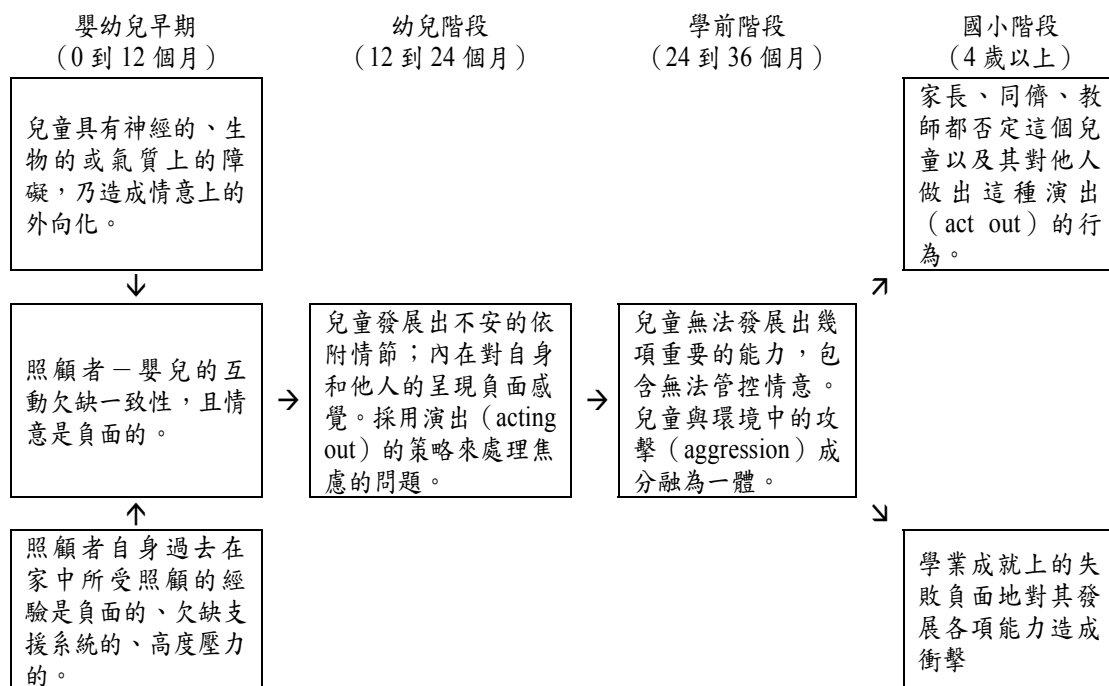 嬰幼兒早期
（0 到 12 個月）
幼兒階段
（12 到 24 個月）
學前階段
（24 到 36 個月）
國小階段
（4 歲以上）
兒童具有神經的、生
物的或氣質上的障
礙，乃造成情意上的
外向化。
家長、同儕、教
師都否定這個兒
童以及其對他人
做出這種演出
（act out）的行
為。
照顧者－嬰兒的互
動欠缺一致性，且情
意是負面的。
兒童發展出不安的依
附情節；內在對自身
和他人的呈現負面感
覺。採用演出（acting
out）的策略來處理焦
慮的問題。
兒童無法發展出幾
項重要的能力，包
含無法管控情意。
兒童與環境中的攻
擊（aggression）成
分融為一體。
照顧者自身過去在
家中所受照顧的經
驗是負面的、欠缺支
援系統的、高度壓力
的。
學業成就上的失
敗負面地對其發
展各項能力造成
衝擊